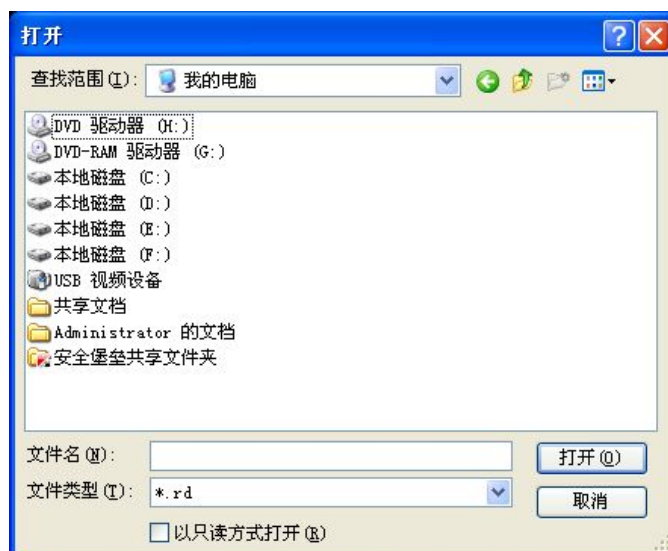 打开
查找范围(I): 我的电脑
DVD 驱动器 (H:)
DVD-RAM 驱动器 (G:)
本地磁盘 (C:)
本地磁盘 (D:)
本地磁盘 (E:)
本地磁盘 (F:)
USB 视频设备
共享文档
Administrator 的文档
安全堡垒共享文件夹
文件名(N): 打开(O)
文件类型(T): *.rd 取消
以只读方式打开(R)